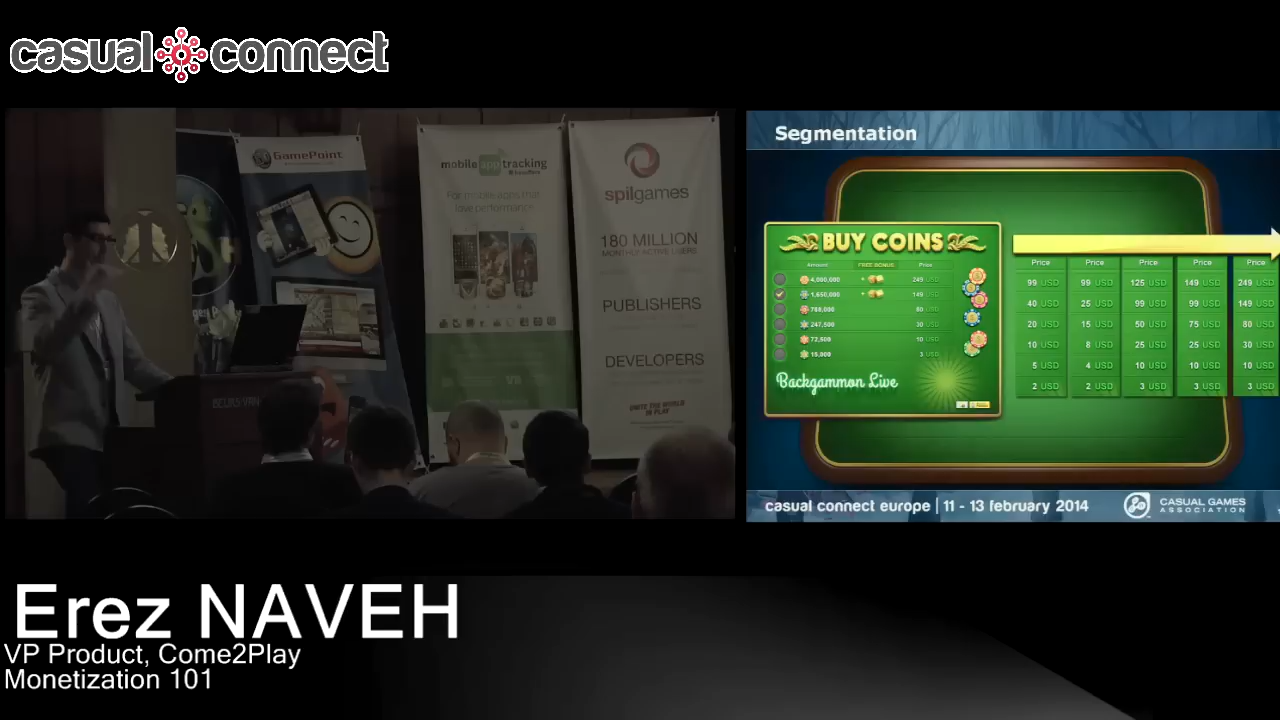 casual connect
GamePoint
mobile app tracking
For mobile apps that
spilgames
180 MILLION
MONTHLY ACTIVE USERS
PUBLISHERS
DEVELOPERS
UNITE THE WORLD
IN PLAY
BEURS VAN
Segmentation
BUY COINS
Amount FREE BONUS Price
4,000,000 + 249 USD
1,650,000 + 149 USD
788,000 80 USD
247,500 30 USD
72,500 10 USD
15,000 3 USD
Backgammon Live
Price Price Price Price Price
99 USD 99 USD 125 USD 149 USD 249 USD
40 USD 25 USD 99 USD 99 USD 149 USD
20 USD 15 USD 50 USD 75 USD 80 USD
10 USD 8 USD 25 USD 25 USD 30 USD
5 USD 4 USD 10 USD 10 USD 10 USD
2 USD 2 USD 3 USD 3 USD 3 USD
casual connect europe | 11 - 13 february 2014
CASUAL GAMES
ASSOCIATION
Erez NAVEH
VP Product, Come2Play
Monetization 101